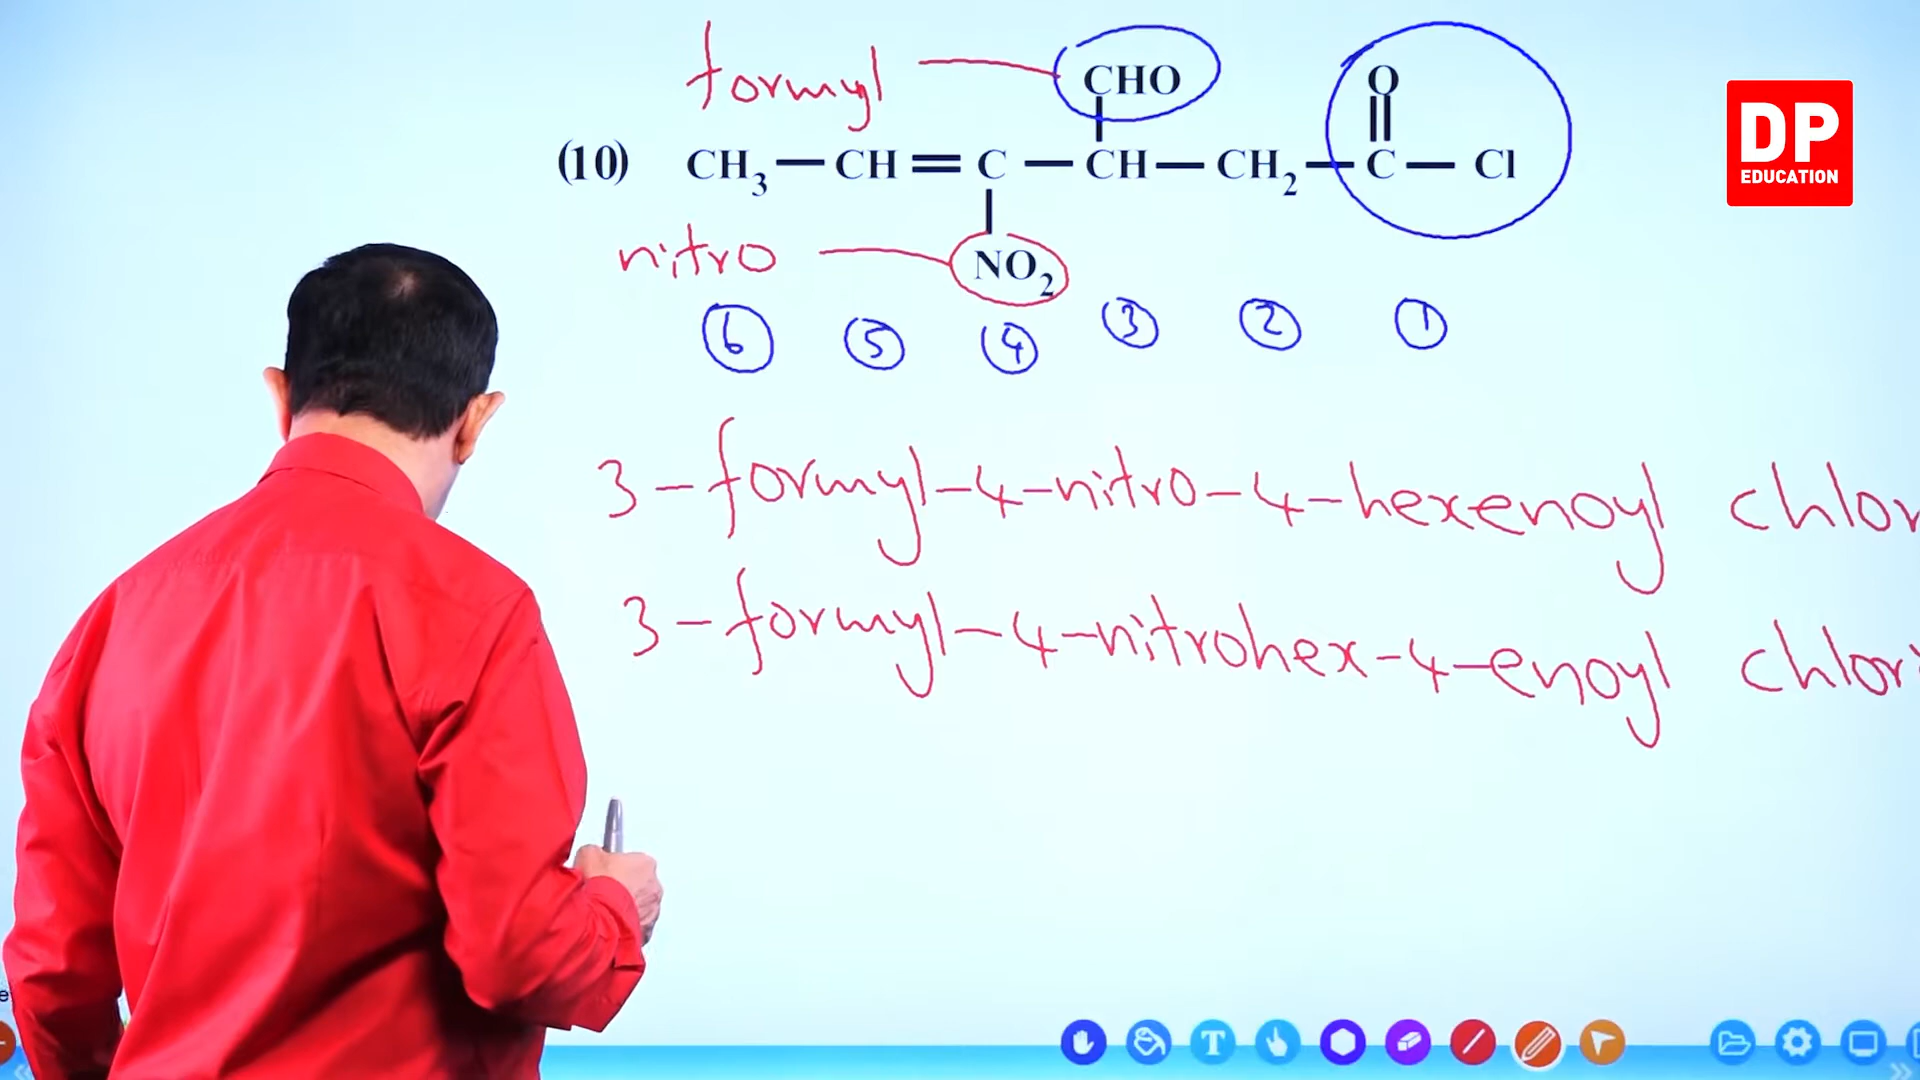 formyl
CHO
O
DP
EDUCATION
(10) CH₃ — CH = C — CH — CH₂ — C — Cl
nitro
NO₂
6 5 4 3 2 1
3-formyl-4-nitro-4-hexenoyl chlor
3-formyl-4-nitrohex-4-enoyl chlori
e
T